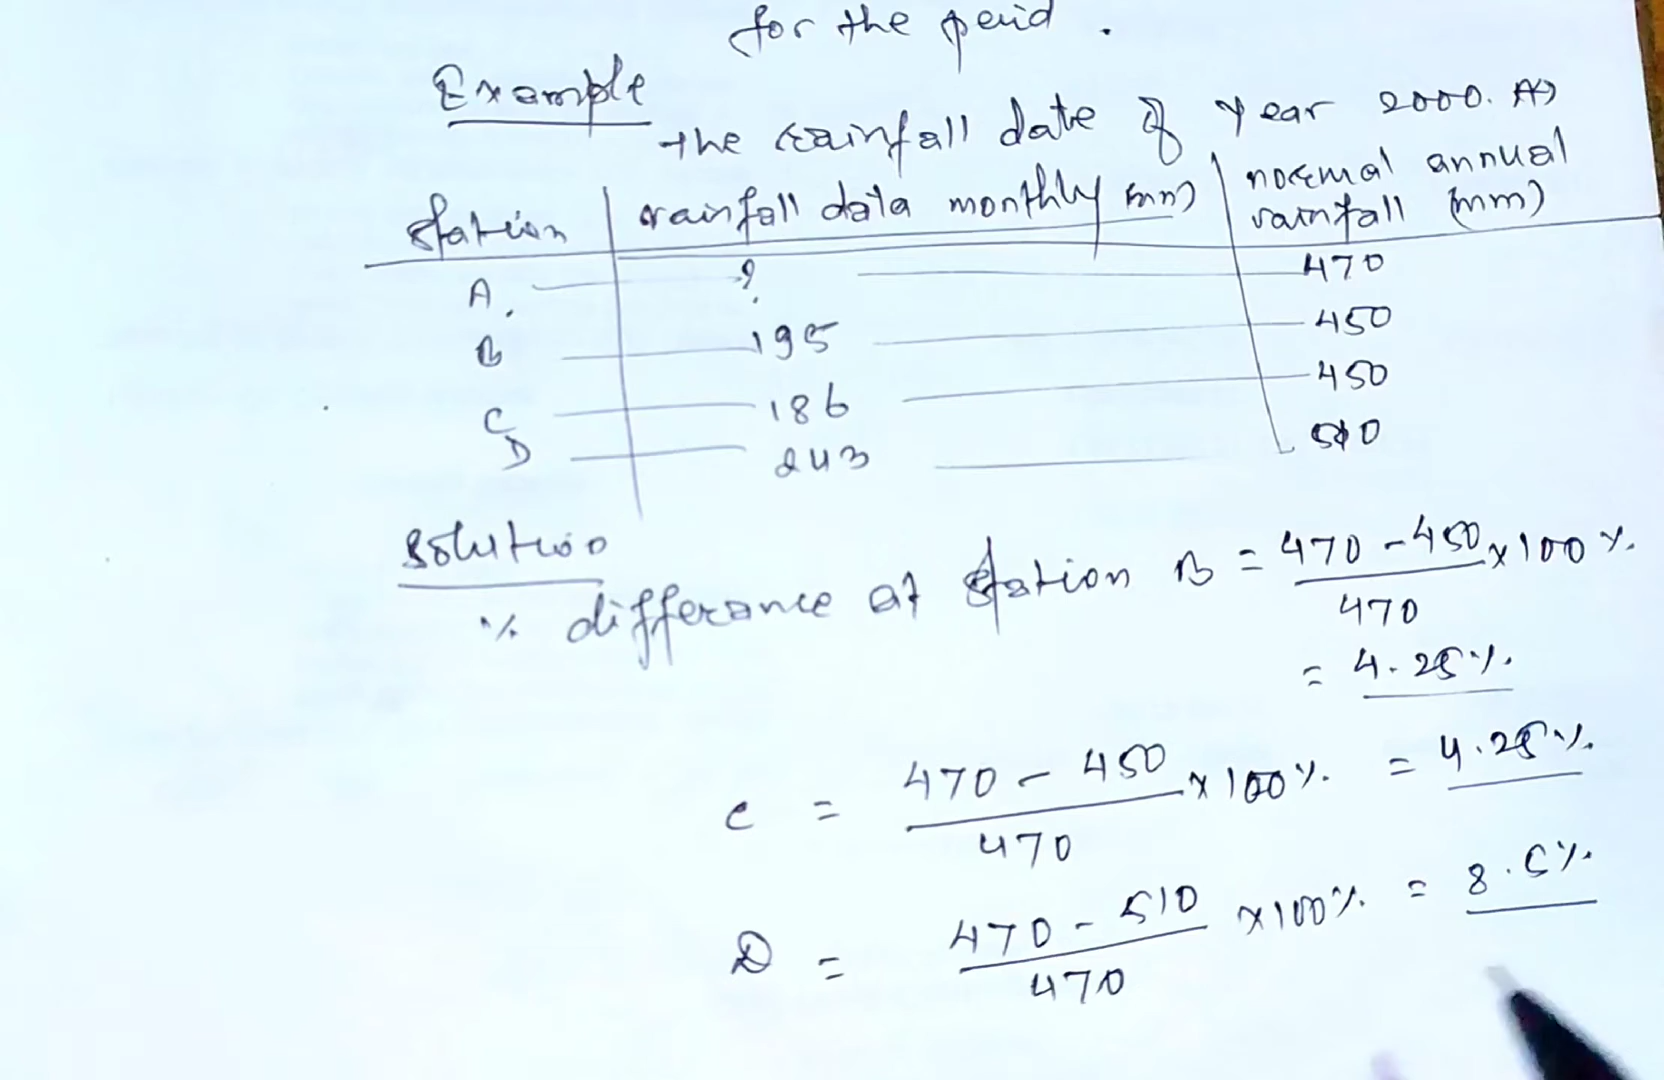 for the peiod .
Example
the rainfall date of year 2000. AD
Station | rainfall data monthly (mm) | normal annual rainfall (mm)
A. ? 470
B 195 450
C 186 450
D 243 510
Solution
% differance at station B = 470 - 450 / 470 x 100 %
= 4.25 %.
C = 470 - 450 / 470 x 100 %. = 4.25 %.
D = 470 - 510 / 470 x 100 %. = 8.5 %.